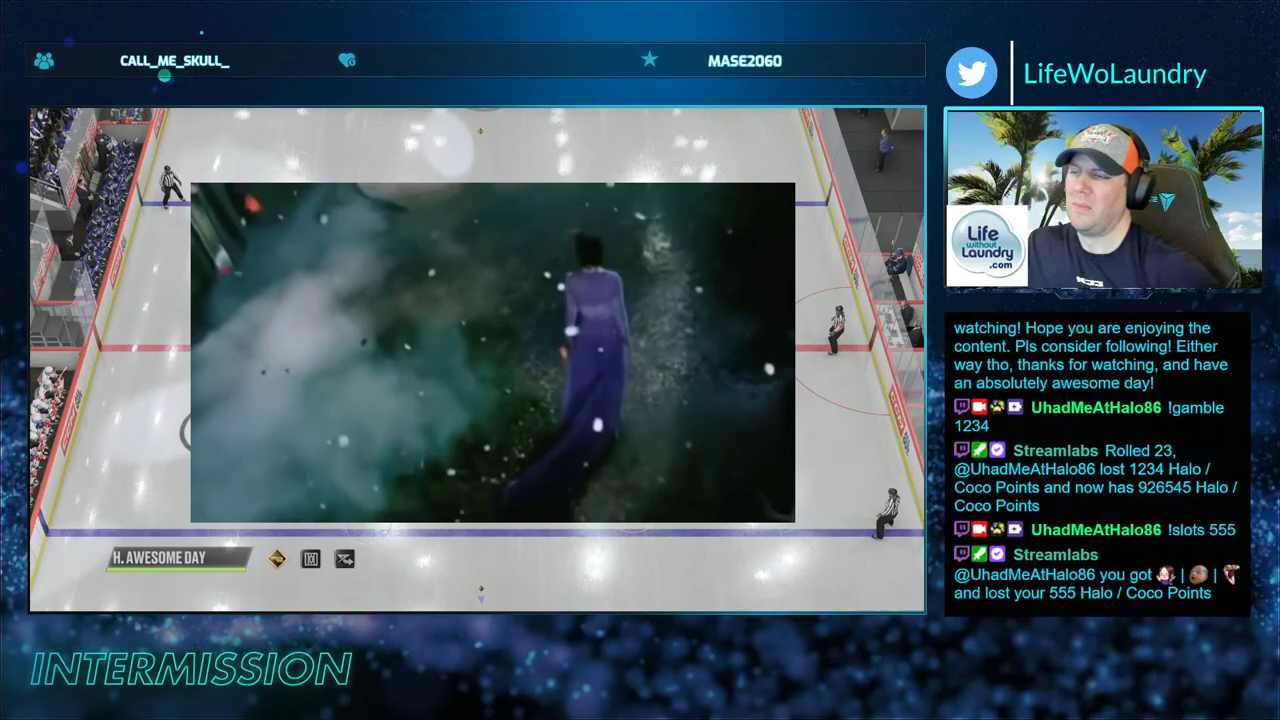 CALL_ME_SKULL_
MASE2060
LifeWoLaundry
Life
without
Laundry
.com
watching! Hope you are enjoying the
content. Pls consider following! Either
way tho, thanks for watching, and have
an absolutely awesome day!
UhadMeAtHalo86 !gamble
1234
Streamlabs Rolled 23,
@UhadMeAtHalo86 lost 1234 Halo /
Coco Points and now has 926545 Halo /
Coco Points
UhadMeAtHalo86 !slots 555
Streamlabs
@UhadMeAtHalo86 you got | |
and lost your 555 Halo / Coco Points
H. AWESOME DAY
INTERMISSION